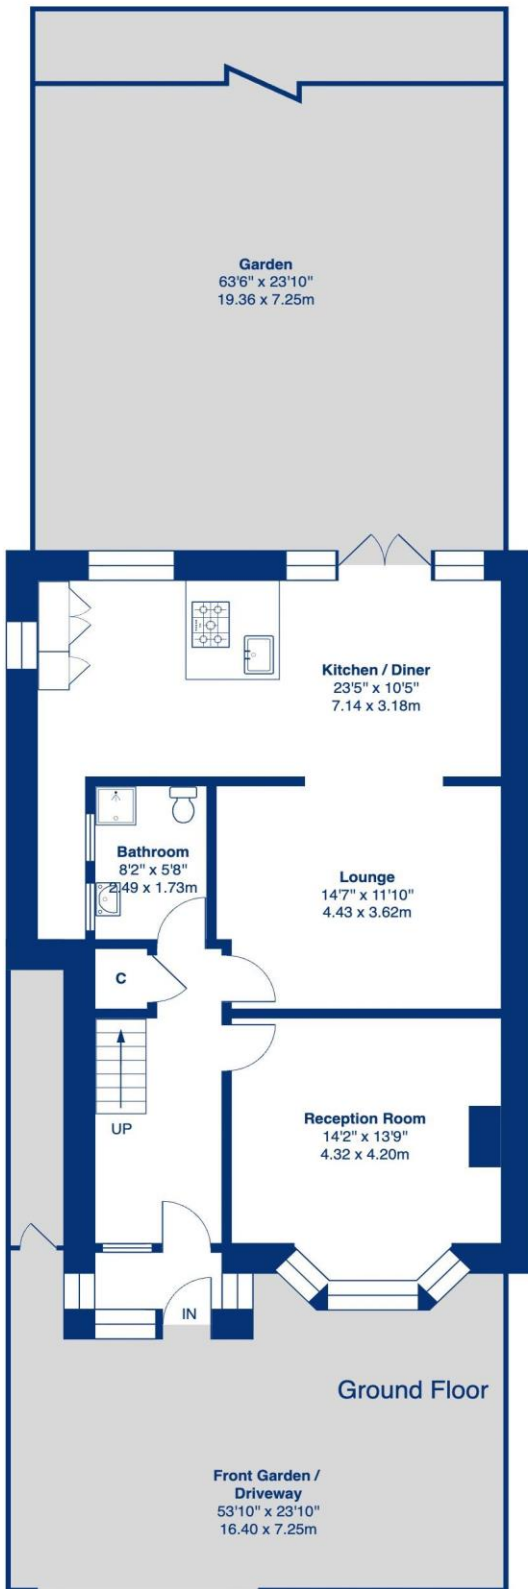 Garden
63'6" x 23'10"
19.36 x 7.25m
Kitchen / Diner
23'5" x 10'5"
7.14 x 3.18m
Bathroom
8'2" x 5'8"
2.49 x 1.73m
Lounge
14'7" x 11'10"
4.43 x 3.62m
C
UP
Reception Room
14'2" x 13'9"
4.32 x 4.20m
IN
Ground Floor
Front Garden /
Driveway
53'10" x 23'10"
16.40 x 7.25m